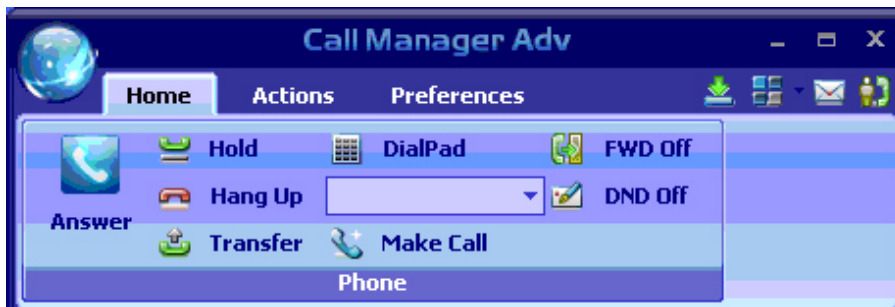 Call Manager Adv
Home Actions Preferences
Hold DialPad FWD Off
Answer Hang Up DND Off
Transfer Make Call
Phone